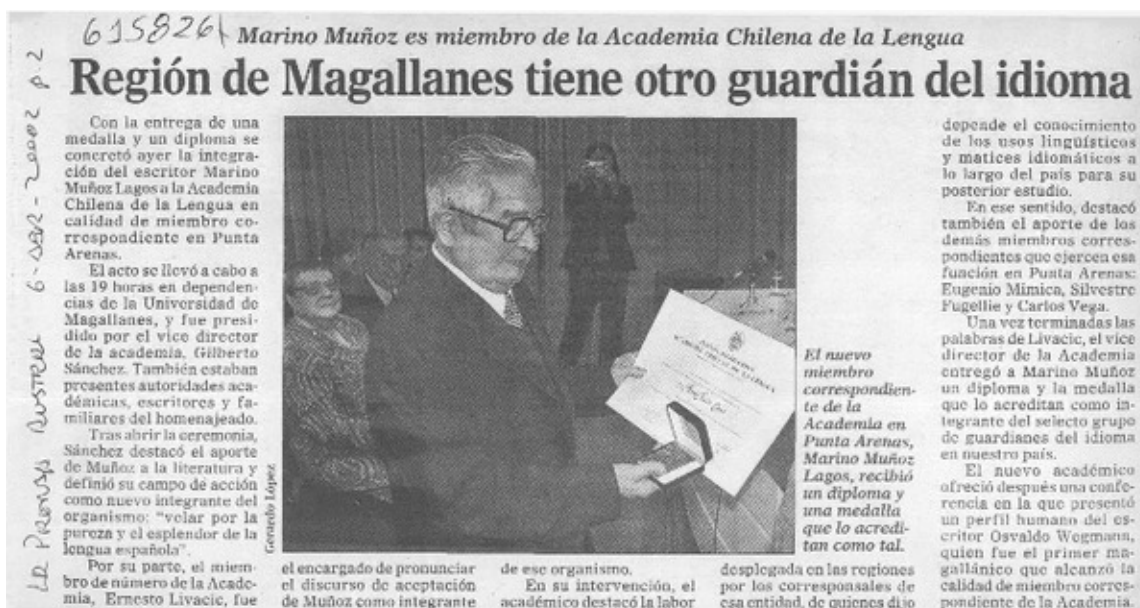 615826
Marino Muñoz es miembro de la Academia Chilena de la Lengua
Región de Magallanes tiene otro guardián del idioma
LA PRENSA AUSTRAL 6-SEP-20002 p.2
Con la entrega de una
medalla y un diploma se
concretó ayer la integra-
ción del escritor Marino
Muñoz Lagos a la Academia
Chilena de la Lengua en
calidad de miembro co-
rrespondiente en Punta
Arenas.
El acto se llevó a cabo a
las 19 horas en dependen-
cias de la Universidad de
Magallanes, y fue presi-
dido por el vice director
de la academia, Gilberto
Sánchez. También estaban
presentes autoridades aca-
démicas, escritores y fa-
miliares del homenajeado.
Tras abrir la ceremonia,
Sánchez destacó el aporte
de Muñoz a la literatura y
definió su campo de acción
como nuevo integrante del
organismo: "velar por la
pureza y el esplendor de la
lengua española".
Por su parte, el miem-
bro de número de la Acade-
mia, Ernesto Livacic, fue
Gerardo López
El nuevo
miembro
correspondien-
te de la
Academia en
Punta Arenas,
Marino Muñoz
Lagos, recibió
un diploma y
una medalla
que lo acredi-
tan como tal.
el encargado de pronunciar
el discurso de aceptación
de Muñoz como integrante
de ese organismo.
En su intervención, el
académico destacó la labor
desplegada en las regiones
por los corresponsales de
esa entidad, de quienes dijo
depende el conocimiento
de los usos lingüísticos
y matices idiomáticos a
lo largo del país para su
posterior estudio.
En ese sentido, destacó
también el aporte de los
demás miembros corres-
pondientes que ejercen esa
función en Punta Arenas:
Eugenio Mimica, Silvestre
Fugellie y Carlos Vega.
Una vez terminadas las
palabras de Livacic, el vice
director de la Academia
entregó a Marino Muñoz
un diploma y la medalla
que lo acreditan como in-
tegrante del selecto grupo
de guardianes del idioma
en nuestro país.
El nuevo académico
ofreció después una confe-
rencia en la que presentó
un perfil humano del es-
critor Osvaldo Wegmann,
quien fue el primer ma-
gallánico que alcanzó la
calidad de miembro corres-
pondiente de la Academia.